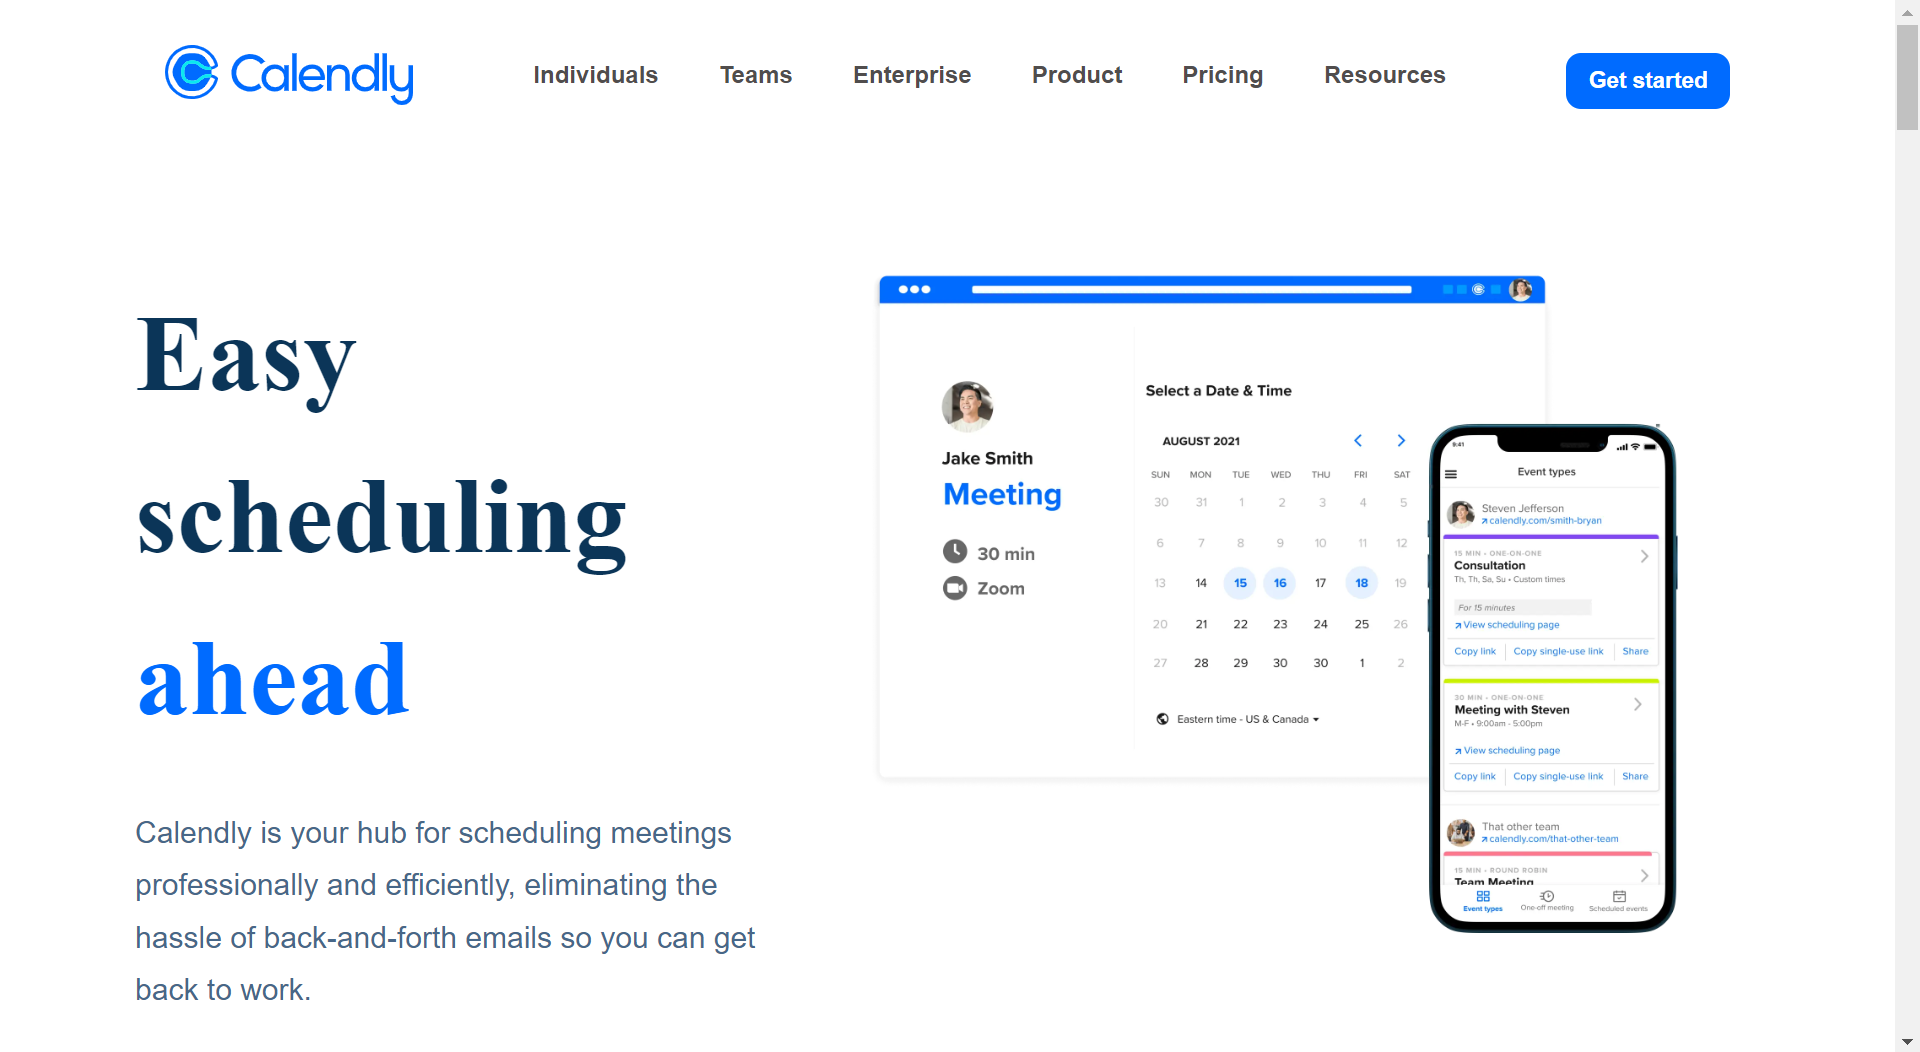 Calendly
Individuals Teams Enterprise Product Pricing Resources
Get started
Easy
scheduling
ahead
Calendly is your hub for scheduling meetings
professionally and efficiently, eliminating the
hassle of back-and-forth emails so you can get
back to work.
Jake Smith
Meeting
30 min
Zoom
Select a Date & Time
AUGUST 2021
SUN MON TUE WED THU FRI SAT
30 31 1 2 3 4 5
6 7 8 9 10 11 12
13 14 15 16 17 18 19
20 21 22 23 24 25 26
27 28 29 30 30 1 2
Eastern time - US & Canada
9:41
Event types
Steven Jefferson
calendly.com/smith-bryan
15 MIN • ONE-ON-ONE
Consultation
Th, Th, Sa, Su • Custom times
For 15 minutes
View scheduling page
Copy link Copy single-use link Share
30 MIN • ONE-ON-ONE
Meeting with Steven
M-F • 9:00am - 5:00pm
View scheduling page
Copy link Copy single-use link Share
That other team
calendly.com/that-other-team
15 MIN • ROUND ROBIN
Team Meeting
Event types One-off meeting Scheduled events